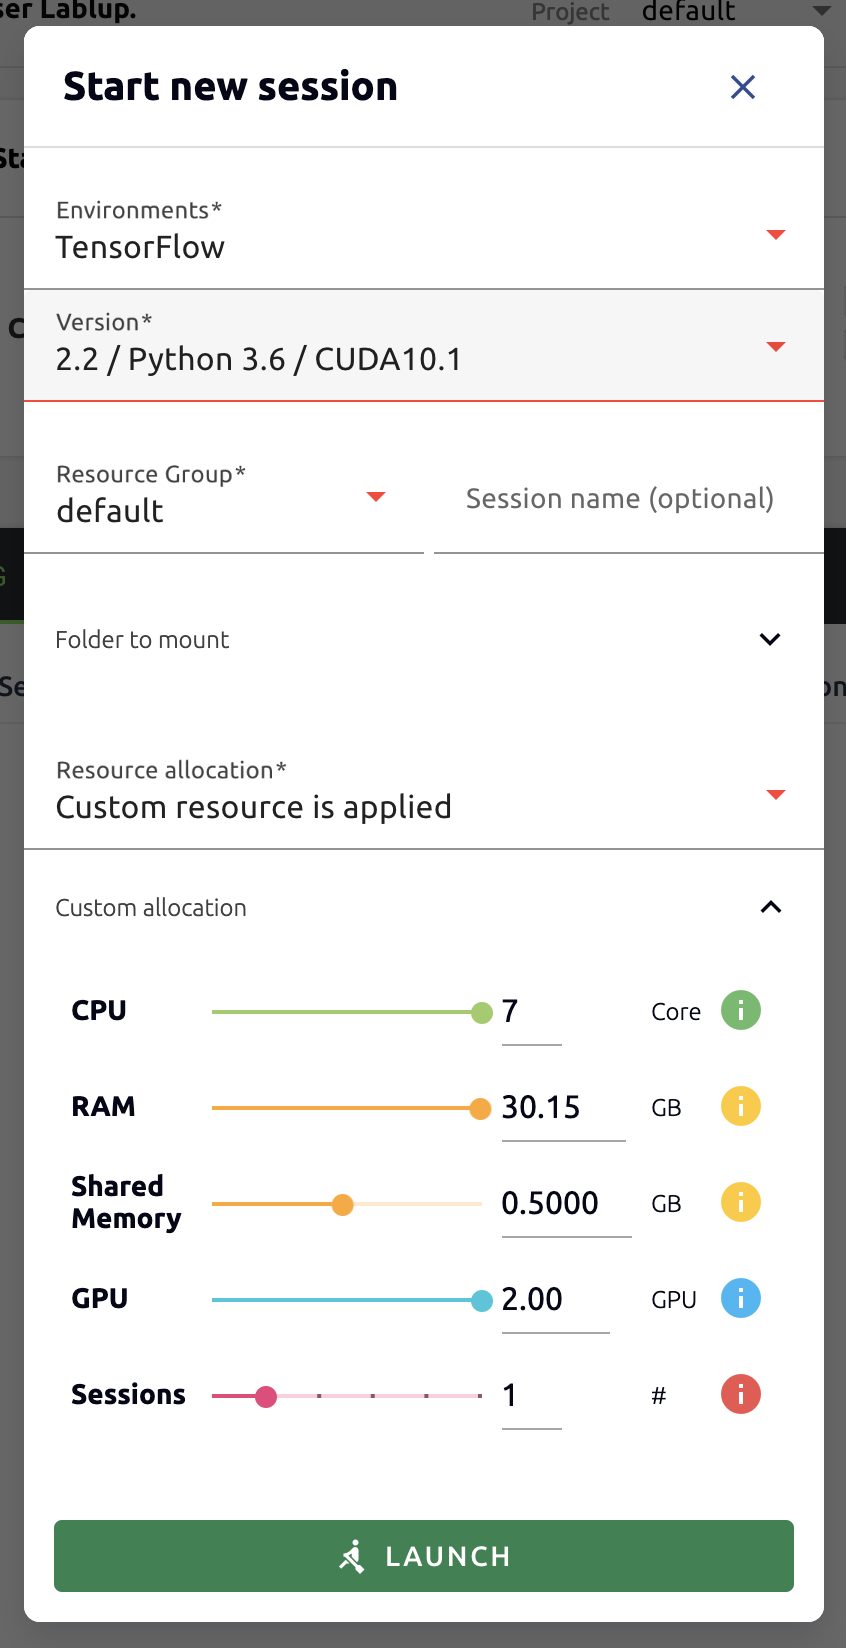 ser Lablup.
Project default
Start new session
Environments*
TensorFlow
Version*
2.2 / Python 3.6 / CUDA10.1
Resource Group*
default
Session name (optional)
Folder to mount
Resource allocation*
Custom resource is applied
Custom allocation
CPU 7 Core
RAM 30.15 GB
Shared
Memory 0.5000 GB
GPU 2.00 GPU
Sessions 1 #
LAUNCH